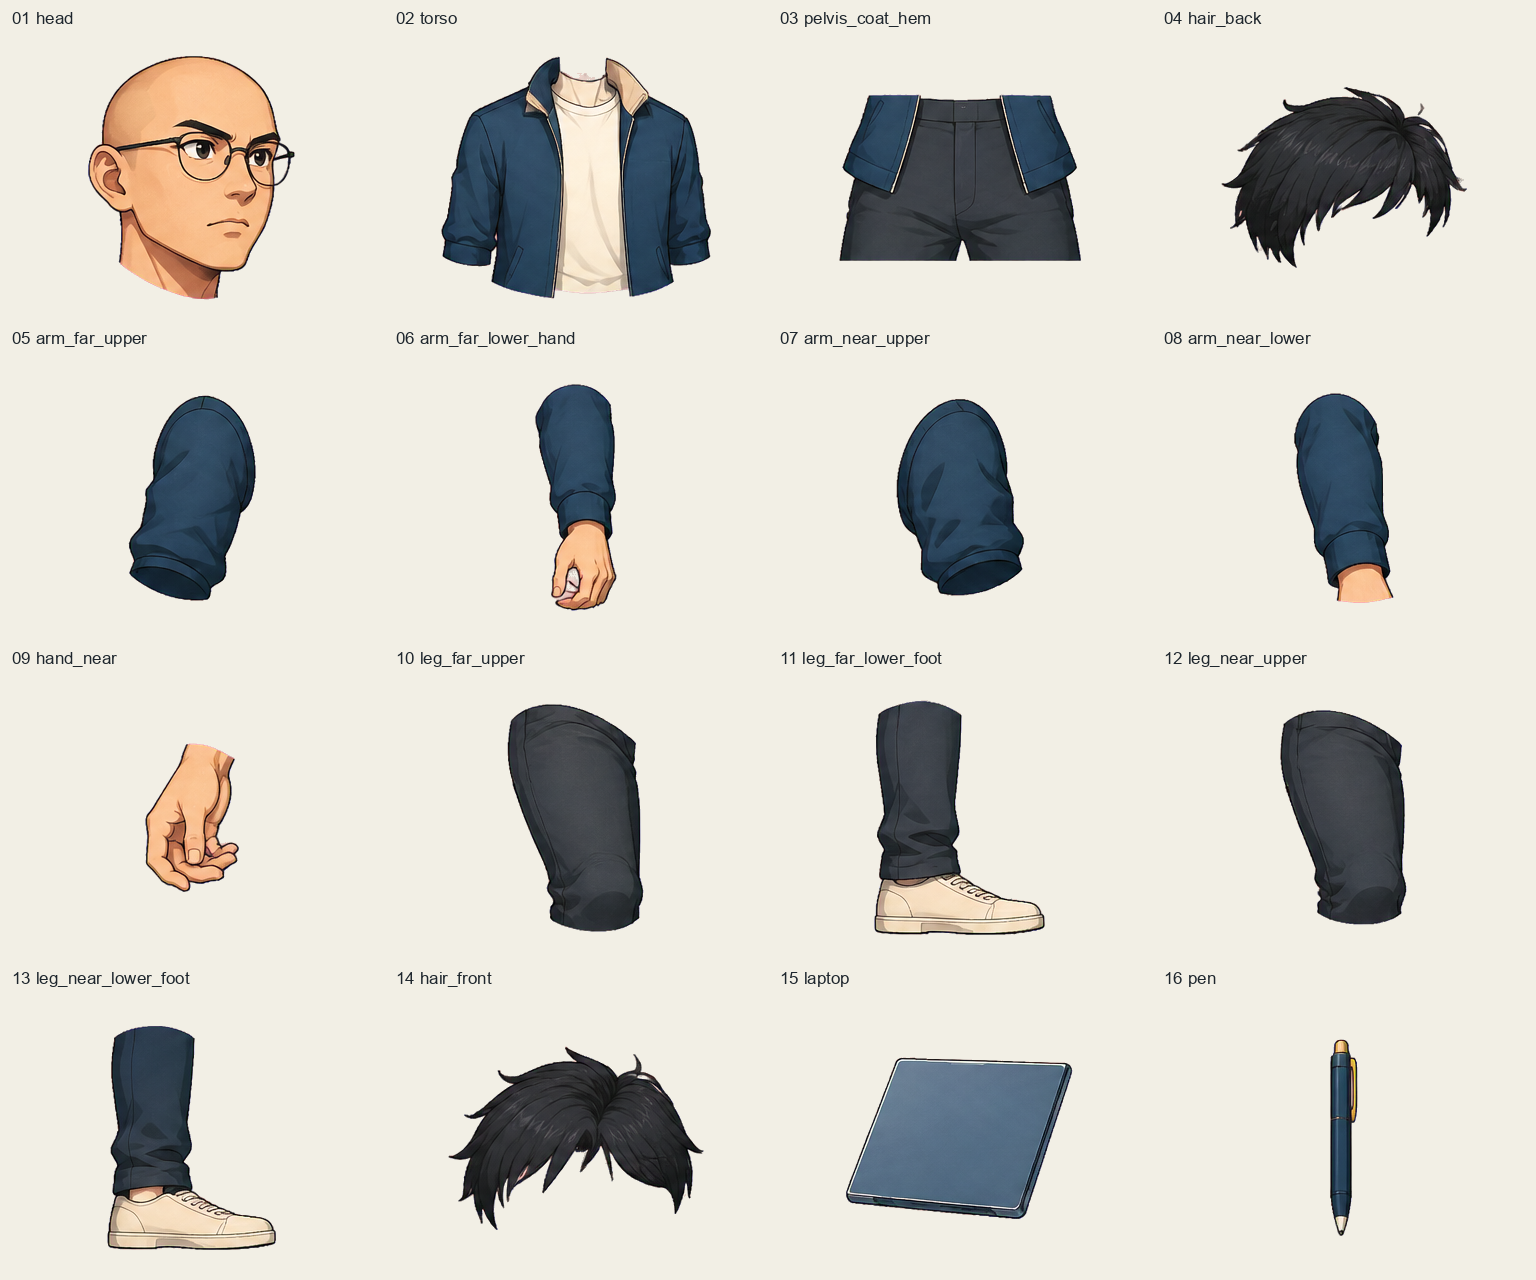 01 head
02 torso
03 pelvis_coat_hem
04 hair_back
05 arm_far_upper
06 arm_far_lower_hand
07 arm_near_upper
08 arm_near_lower
09 hand_near
10 leg_far_upper
11 leg_far_lower_foot
12 leg_near_upper
13 leg_near_lower_foot
14 hair_front
15 laptop
16 pen